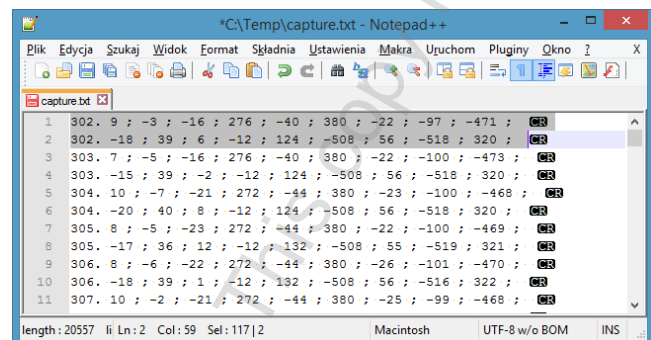 *C:\Temp\capture.txt - Notepad++
Plik Edycja Szukaj Widok Format Składnia Ustawienia Makra Uruchom Pluginy Okno ? X
capture.txt
1 302. 9 ; -3 ; -16 ; 276 ; -40 ; 380 ; -22 ; -97 ; -471 ; CR
2 302. -18 ; 39 ; 6 ; -12 ; 124 ; -508 ; 56 ; -518 ; 320 ; CR
3 303. 7 ; -5 ; -16 ; 276 ; -40 ; 380 ; -22 ; -100 ; -473 ; CR
4 303. -15 ; 39 ; -2 ; -12 ; 124 ; -508 ; 56 ; -518 ; 320 ; CR
5 304. 10 ; -7 ; -21 ; 272 ; -44 ; 380 ; -23 ; -100 ; -468 ; CR
6 304. -20 ; 40 ; 8 ; -12 ; 124 ; -508 ; 56 ; -518 ; 320 ; CR
7 305. 8 ; -5 ; -23 ; 272 ; -44 ; 380 ; -22 ; -100 ; -469 ; CR
8 305. -17 ; 36 ; 12 ; -12 ; 132 ; -508 ; 55 ; -519 ; 321 ; CR
9 306. 8 ; -6 ; -22 ; 272 ; -44 ; 380 ; -26 ; -101 ; -470 ; CR
10 306. -18 ; 39 ; 1 ; -12 ; 132 ; -508 ; 56 ; -516 ; 322 ; CR
11 307. 10 ; -2 ; -21 ; 272 ; -44 ; 380 ; -25 ; -99 ; -468 ; CR
length : 20557 li Ln : 2 Col : 59 Sel : 117 | 2 Macintosh UTF-8 w/o BOM INS
This copy